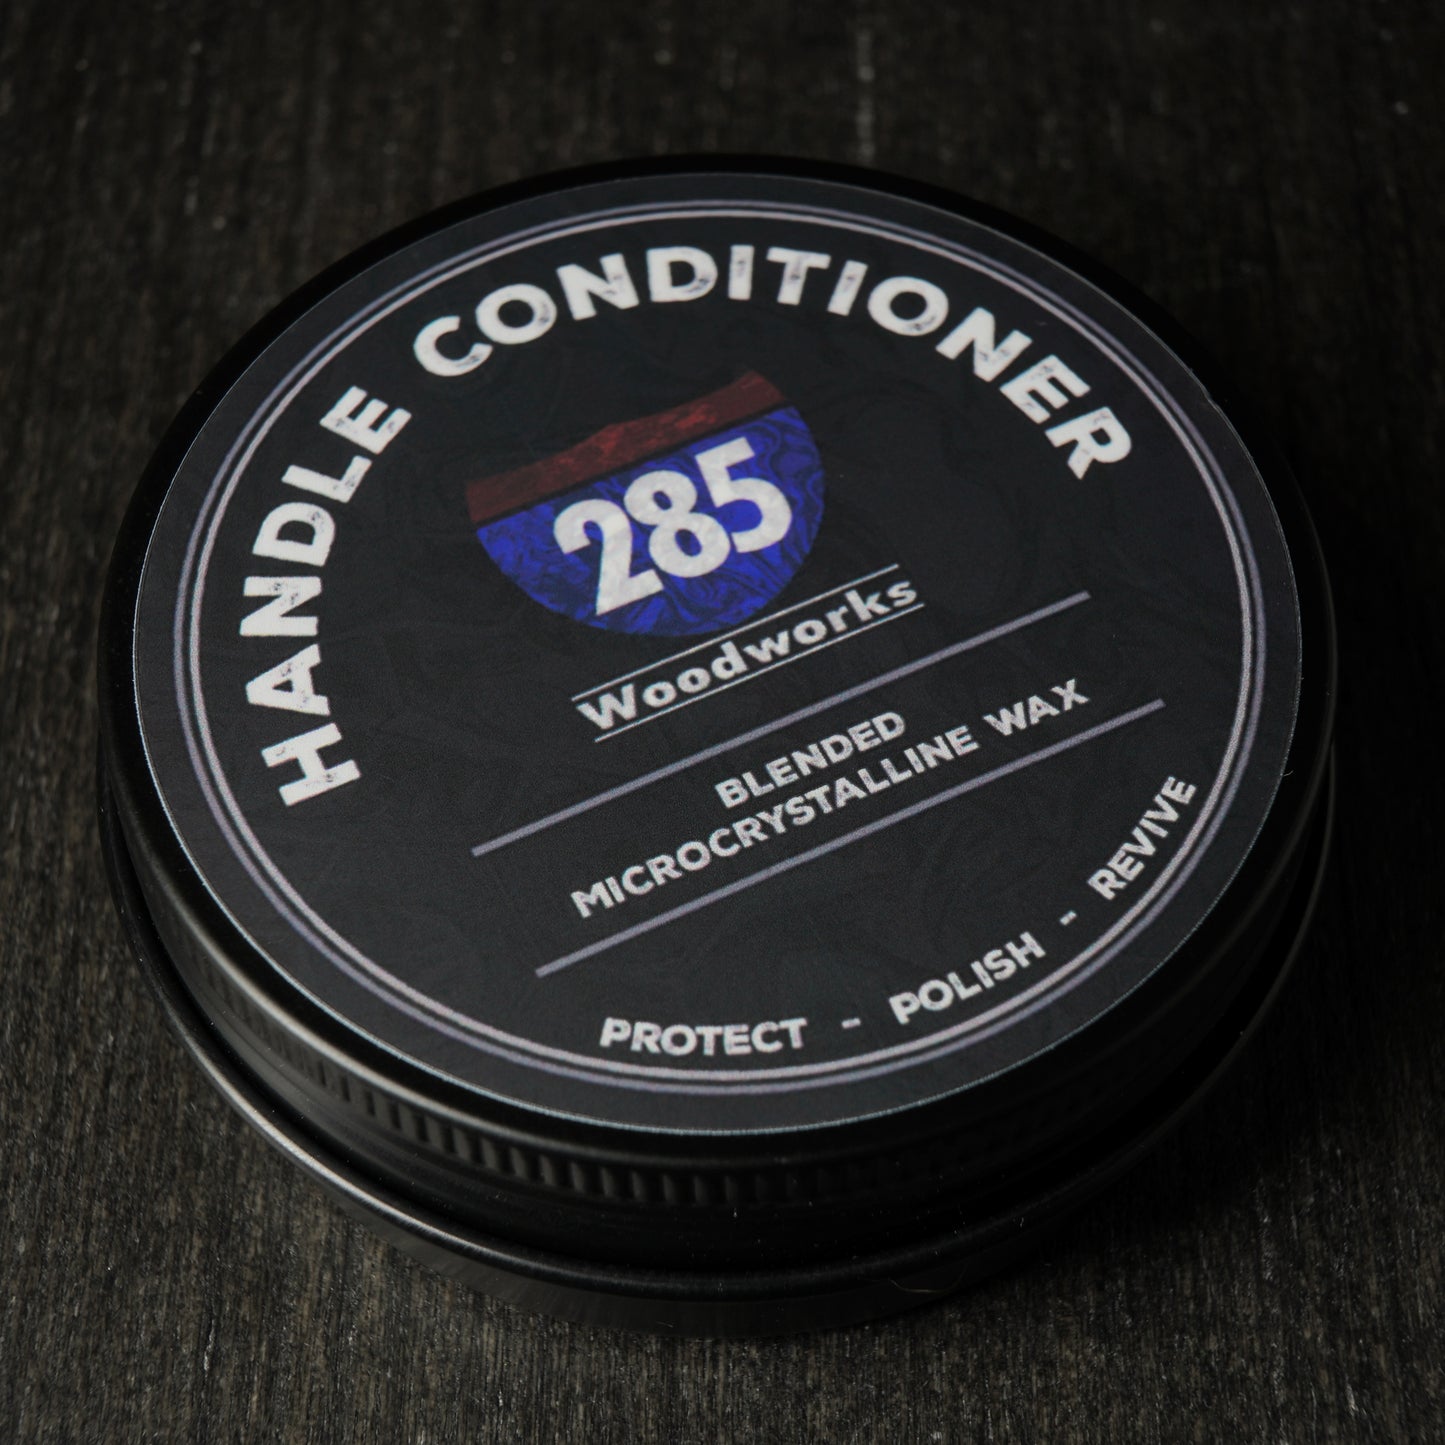 HANDLE CONDITIONER
285
Woodworks
BLENDED
MICROCRYSTALLINE WAX
PROTECT - POLISH - REVIVE